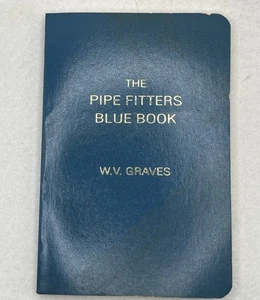 THE
PIPE FITTERS
BLUE BOOK
W.V. GRAVES